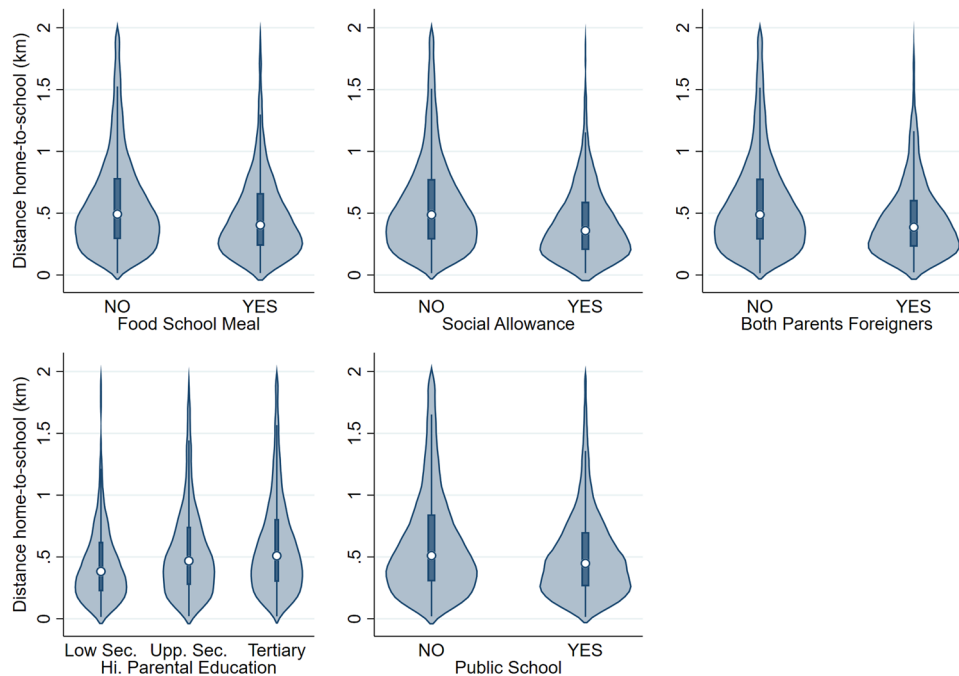 Distance home-to-school (km)
2
1.5
1
.5
0
NO YES
Food School Meal
2
1.5
1
.5
0
NO YES
Social Allowance
2
1.5
1
.5
0
NO YES
Both Parents Foreigners
Distance home-to-school (km)
2
1.5
1
.5
0
Low Sec. Upp. Sec. Tertiary
Hi. Parental Education
2
1.5
1
.5
0
NO YES
Public School